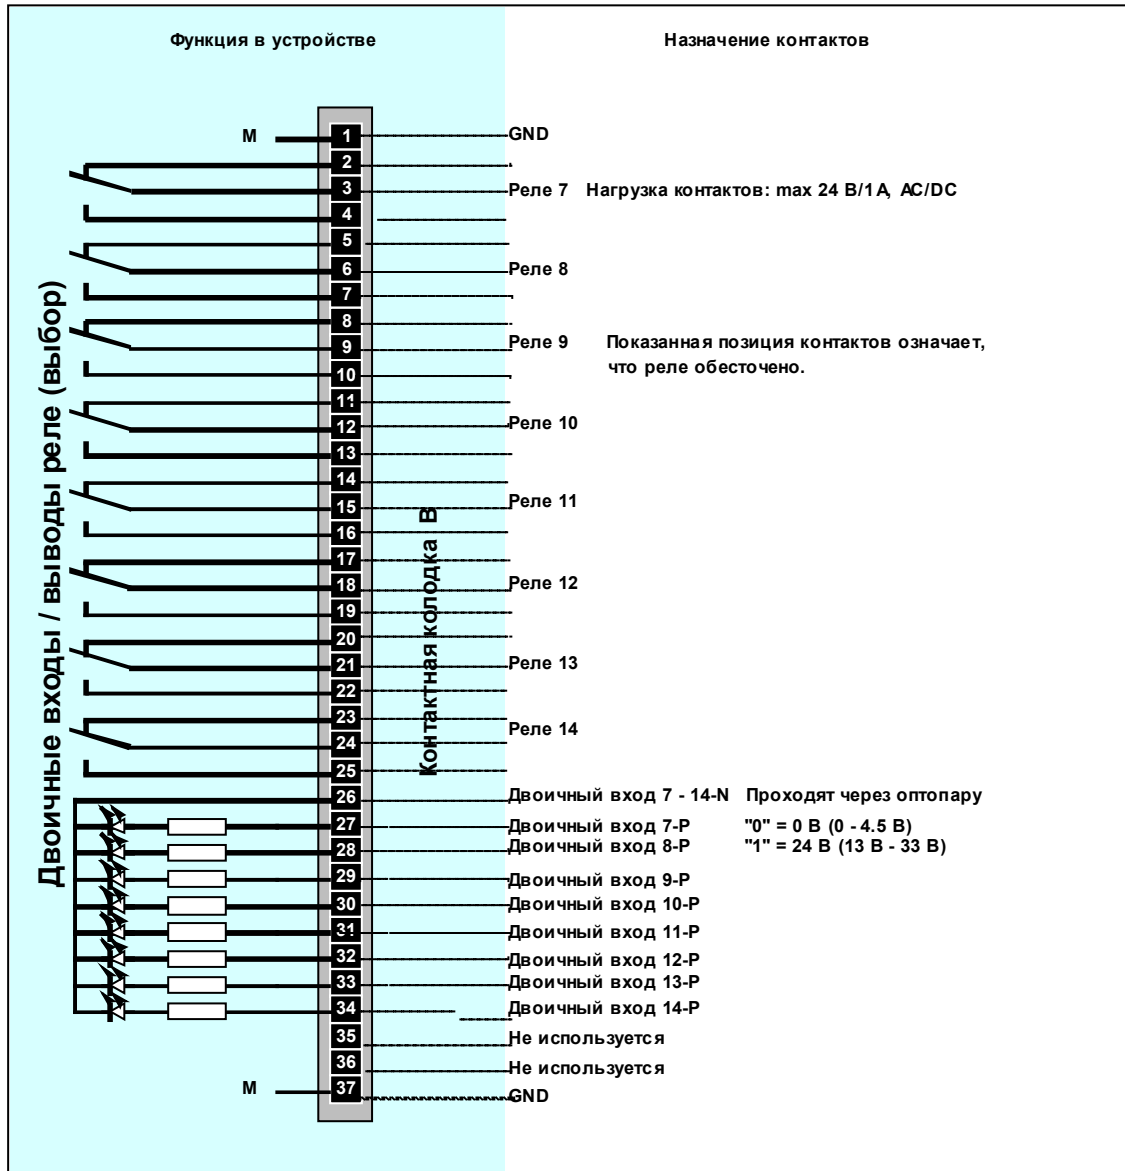 Функция в устройстве
Назначение контактов
Двоичные входы / выводы реле (выбор)
Контактная колодка В
М 1 GND
2
3 Реле 7 Нагрузка контактов: max 24 В/1А, AC/DC
4
5
6 Реле 8
7
8
9 Реле 9 Показанная позиция контактов означает,
что реле обесточено.
10
11
12 Реле 10
13
14
15 Реле 11
16
17
18 Реле 12
19
20
21 Реле 13
22
23
24 Реле 14
25
26 Двоичный вход 7 - 14-N Проходят через оптопару
27 Двоичный вход 7-P "0" = 0 В (0 - 4.5 В)
28 Двоичный вход 8-P "1" = 24 В (13 В - 33 В)
29 Двоичный вход 9-P
30 Двоичный вход 10-P
31 Двоичный вход 11-P
32 Двоичный вход 12-P
33 Двоичный вход 13-P
34 Двоичный вход 14-P
35 Не используется
36 Не используется
М 37 GND